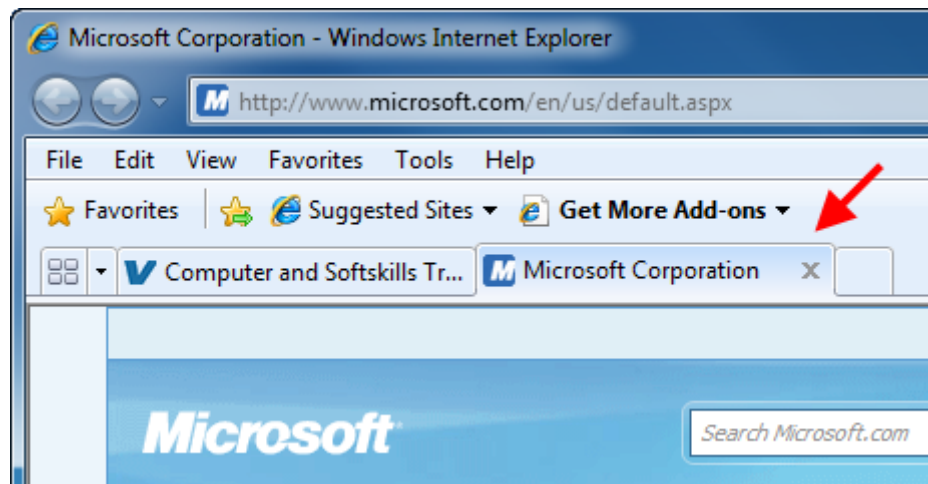 Microsoft Corporation - Windows Internet Explorer
http://www.microsoft.com/en/us/default.aspx
File Edit View Favorites Tools Help
Favorites Suggested Sites Get More Add-ons
Computer and Softskills Tr... Microsoft Corporation
Microsoft Search Microsoft.com